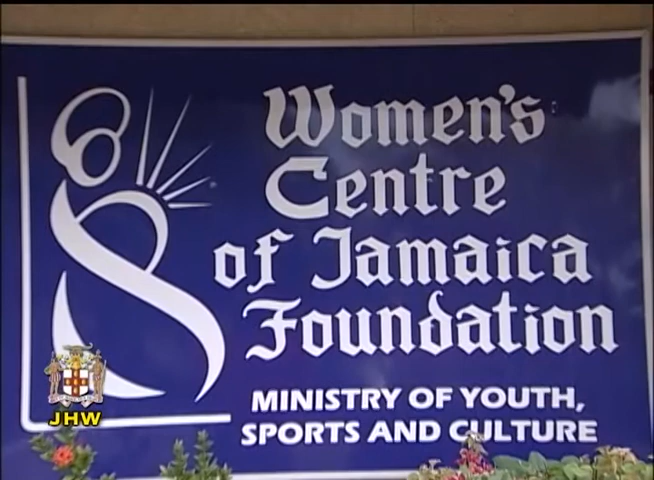 Women's
Centre
of Jamaica
Foundation
MINISTRY OF YOUTH,
SPORTS AND CULTURE
JHW